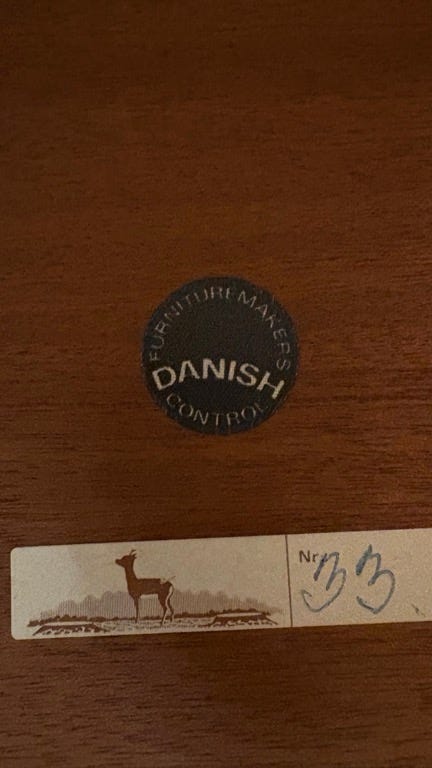 FURNITUREMAKERS
DANISH
CONTROL
Nr. 33